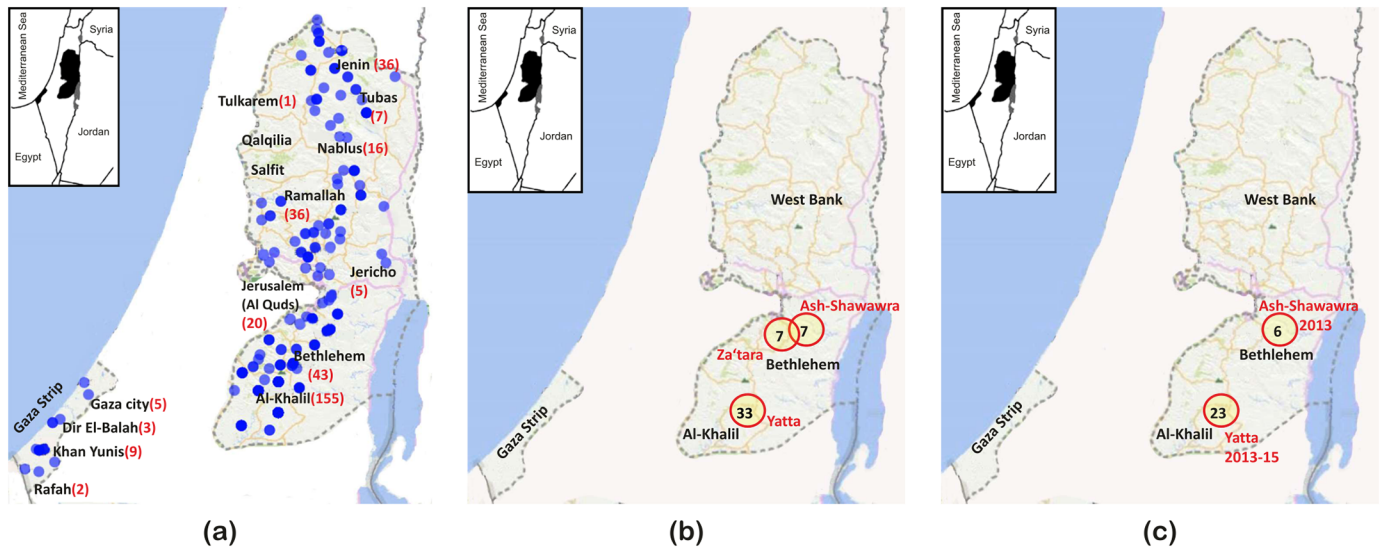 Mediterranean Sea
Syria
Jordan
Egypt
Jenin (36)
Tulkarem(1)
Tubas
(7)
Qalqilia
Nablus(16)
Salfit
Ramallah
(36)
Jericho
(5)
Jerusalem
(Al Quds)
(20)
Bethlehem
(43)
Al-Khalil(155)
Gaza Strip
Gaza city(5)
Dir El-Balah(3)
Khan Yunis(9)
Rafah(2)
(a)
Mediterranean Sea
Syria
Jordan
Egypt
West Bank
Ash-Shawawra
7
7
Za‘tara
Bethlehem
33
Yatta
Al-Khalil
Gaza Strip
(b)
Mediterranean Sea
Syria
Jordan
Egypt
West Bank
Ash-Shawawra
2013
6
Bethlehem
23
Al-Khalil
Yatta
2013-15
Gaza Strip
(c)